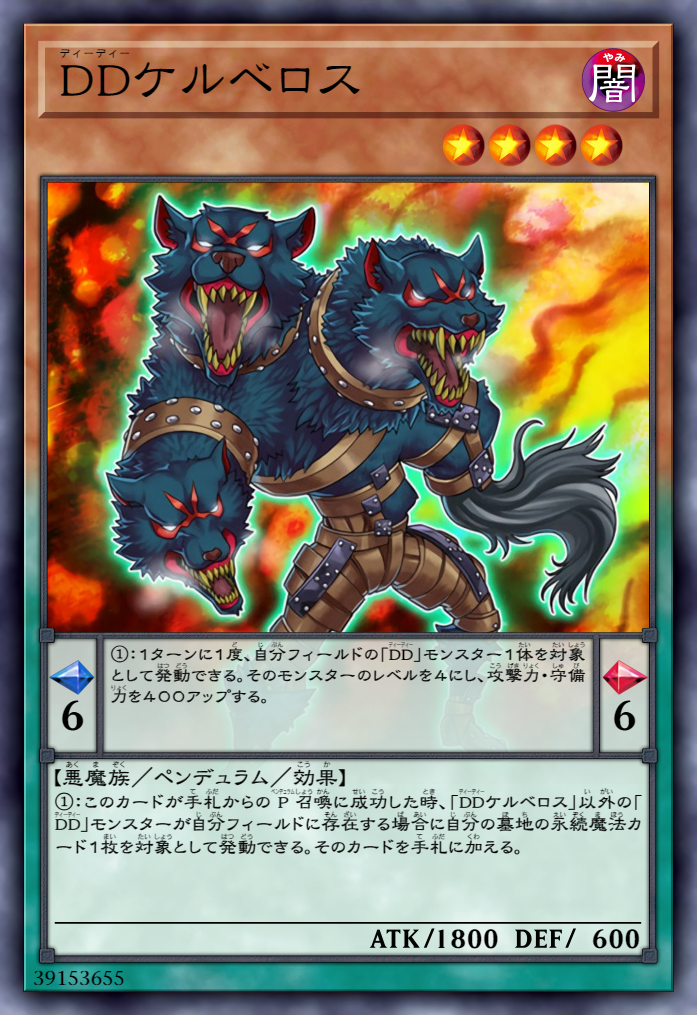 DDケルベロス
闇
6
①：1ターンに1度、自分フィールドの「DD」モンスター1体を対象
として発動できる。そのモンスターのレベルを4にし、攻撃力・守備
力を400アップする。
6
【悪魔族／ペンデュラム／効果】
①：このカードが手札からのP召喚に成功した時、「DDケルベロス」以外の「
DD」モンスターが自分フィールドに存在する場合に自分の墓地の永続魔法カ
ード1枚を対象として発動できる。そのカードを手札に加える。
ATK/1800 DEF/ 600
39153655